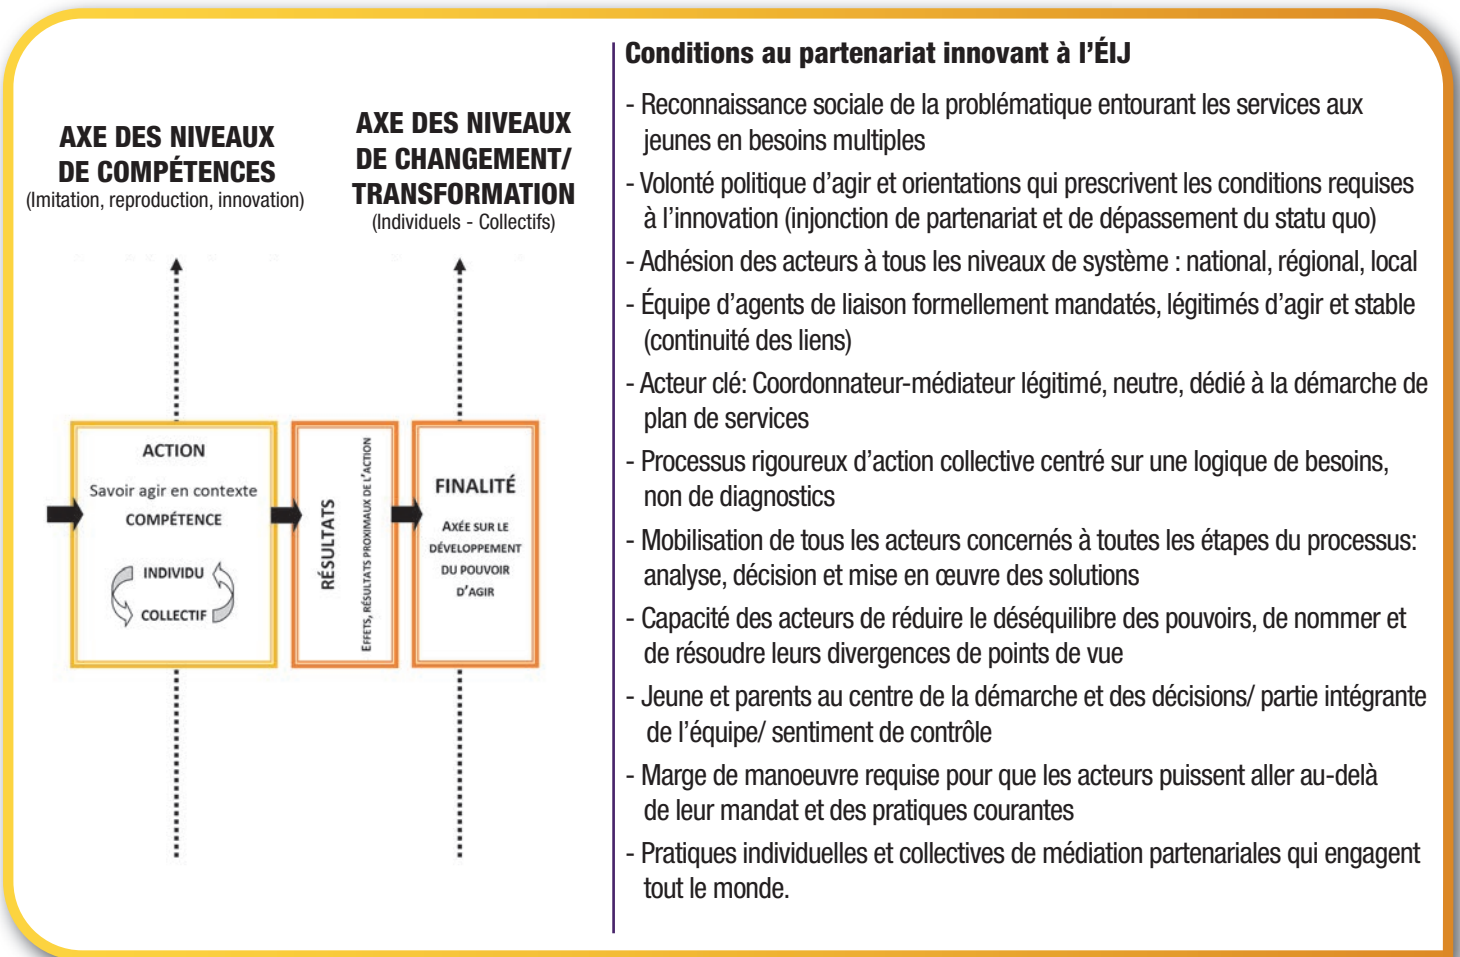 AXE DES NIVEAUX
DE COMPÉTENCES
(Imitation, reproduction, innovation)
AXE DES NIVEAUX
DE CHANGEMENT/
TRANSFORMATION
(Individuels - Collectifs)
ACTION
Savoir agir en contexte
COMPÉTENCE
INDIVIDU
COLLECTIF
RÉSULTATS
EFFETS, RÉSULTATS PROXIMAUX DE L'ACTION
FINALITÉ
AXÉE SUR LE
DÉVELOPPEMENT
DU POUVOIR
D'AGIR
Conditions au partenariat innovant à l'ÉIJ
- Reconnaissance sociale de la problématique entourant les services aux
jeunes en besoins multiples
- Volonté politique d'agir et orientations qui prescrivent les conditions requises
à l'innovation (injonction de partenariat et de dépassement du statu quo)
- Adhésion des acteurs à tous les niveaux de système : national, régional, local
- Équipe d'agents de liaison formellement mandatés, légitimés d'agir et stable
(continuité des liens)
- Acteur clé: Coordonnateur-médiateur légitimé, neutre, dédié à la démarche de
plan de services
- Processus rigoureux d'action collective centré sur une logique de besoins,
non de diagnostics
- Mobilisation de tous les acteurs concernés à toutes les étapes du processus:
analyse, décision et mise en œuvre des solutions
- Capacité des acteurs de réduire le déséquilibre des pouvoirs, de nommer et
de résoudre leurs divergences de points de vue
- Jeune et parents au centre de la démarche et des décisions/ partie intégrante
de l'équipe/ sentiment de contrôle
- Marge de manoeuvre requise pour que les acteurs puissent aller au-delà
de leur mandat et des pratiques courantes
- Pratiques individuelles et collectives de médiation partenariales qui engagent
tout le monde.